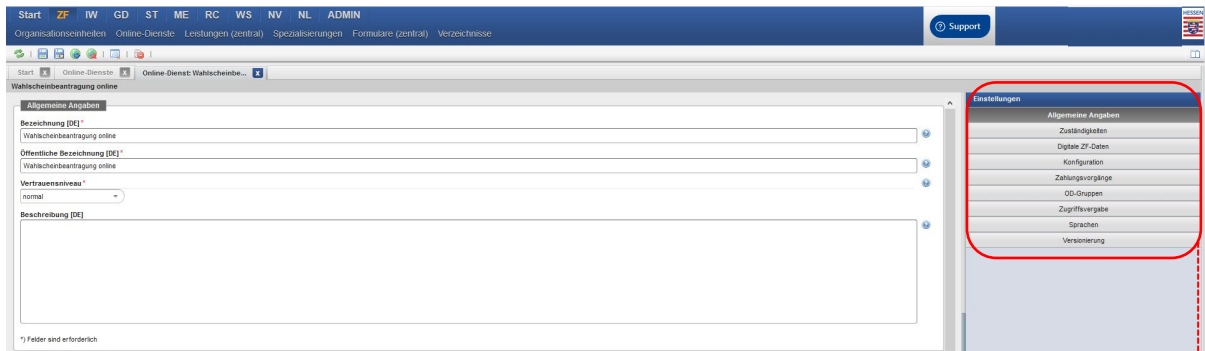 Start ZF IW GD ST ME RC WS NV NL ADMIN
Organisationseinheiten Online-Dienste Leistungen (zentral) Spezialisierungen Formulare (zentral) Verzeichnisse
Support
HESSEN
Start x Online-Dienste x Online-Dienst: Wahlscheinbe... x
Wahlscheinbeantragung online
Allgemeine Angaben
Bezeichnung [DE]*
Wahlscheinbeantragung online
Öffentliche Bezeichnung [DE]*
Wahlscheinbeantragung online
Vertrauensniveau*
normal
Beschreibung [DE]
*) Felder sind erforderlich
Einstellungen
Allgemeine Angaben
Zuständigkeiten
Digitale ZF-Daten
Konfiguration
Zahlungsvorgänge
OD-Gruppen
Zugriffsvergabe
Sprachen
Versionierung